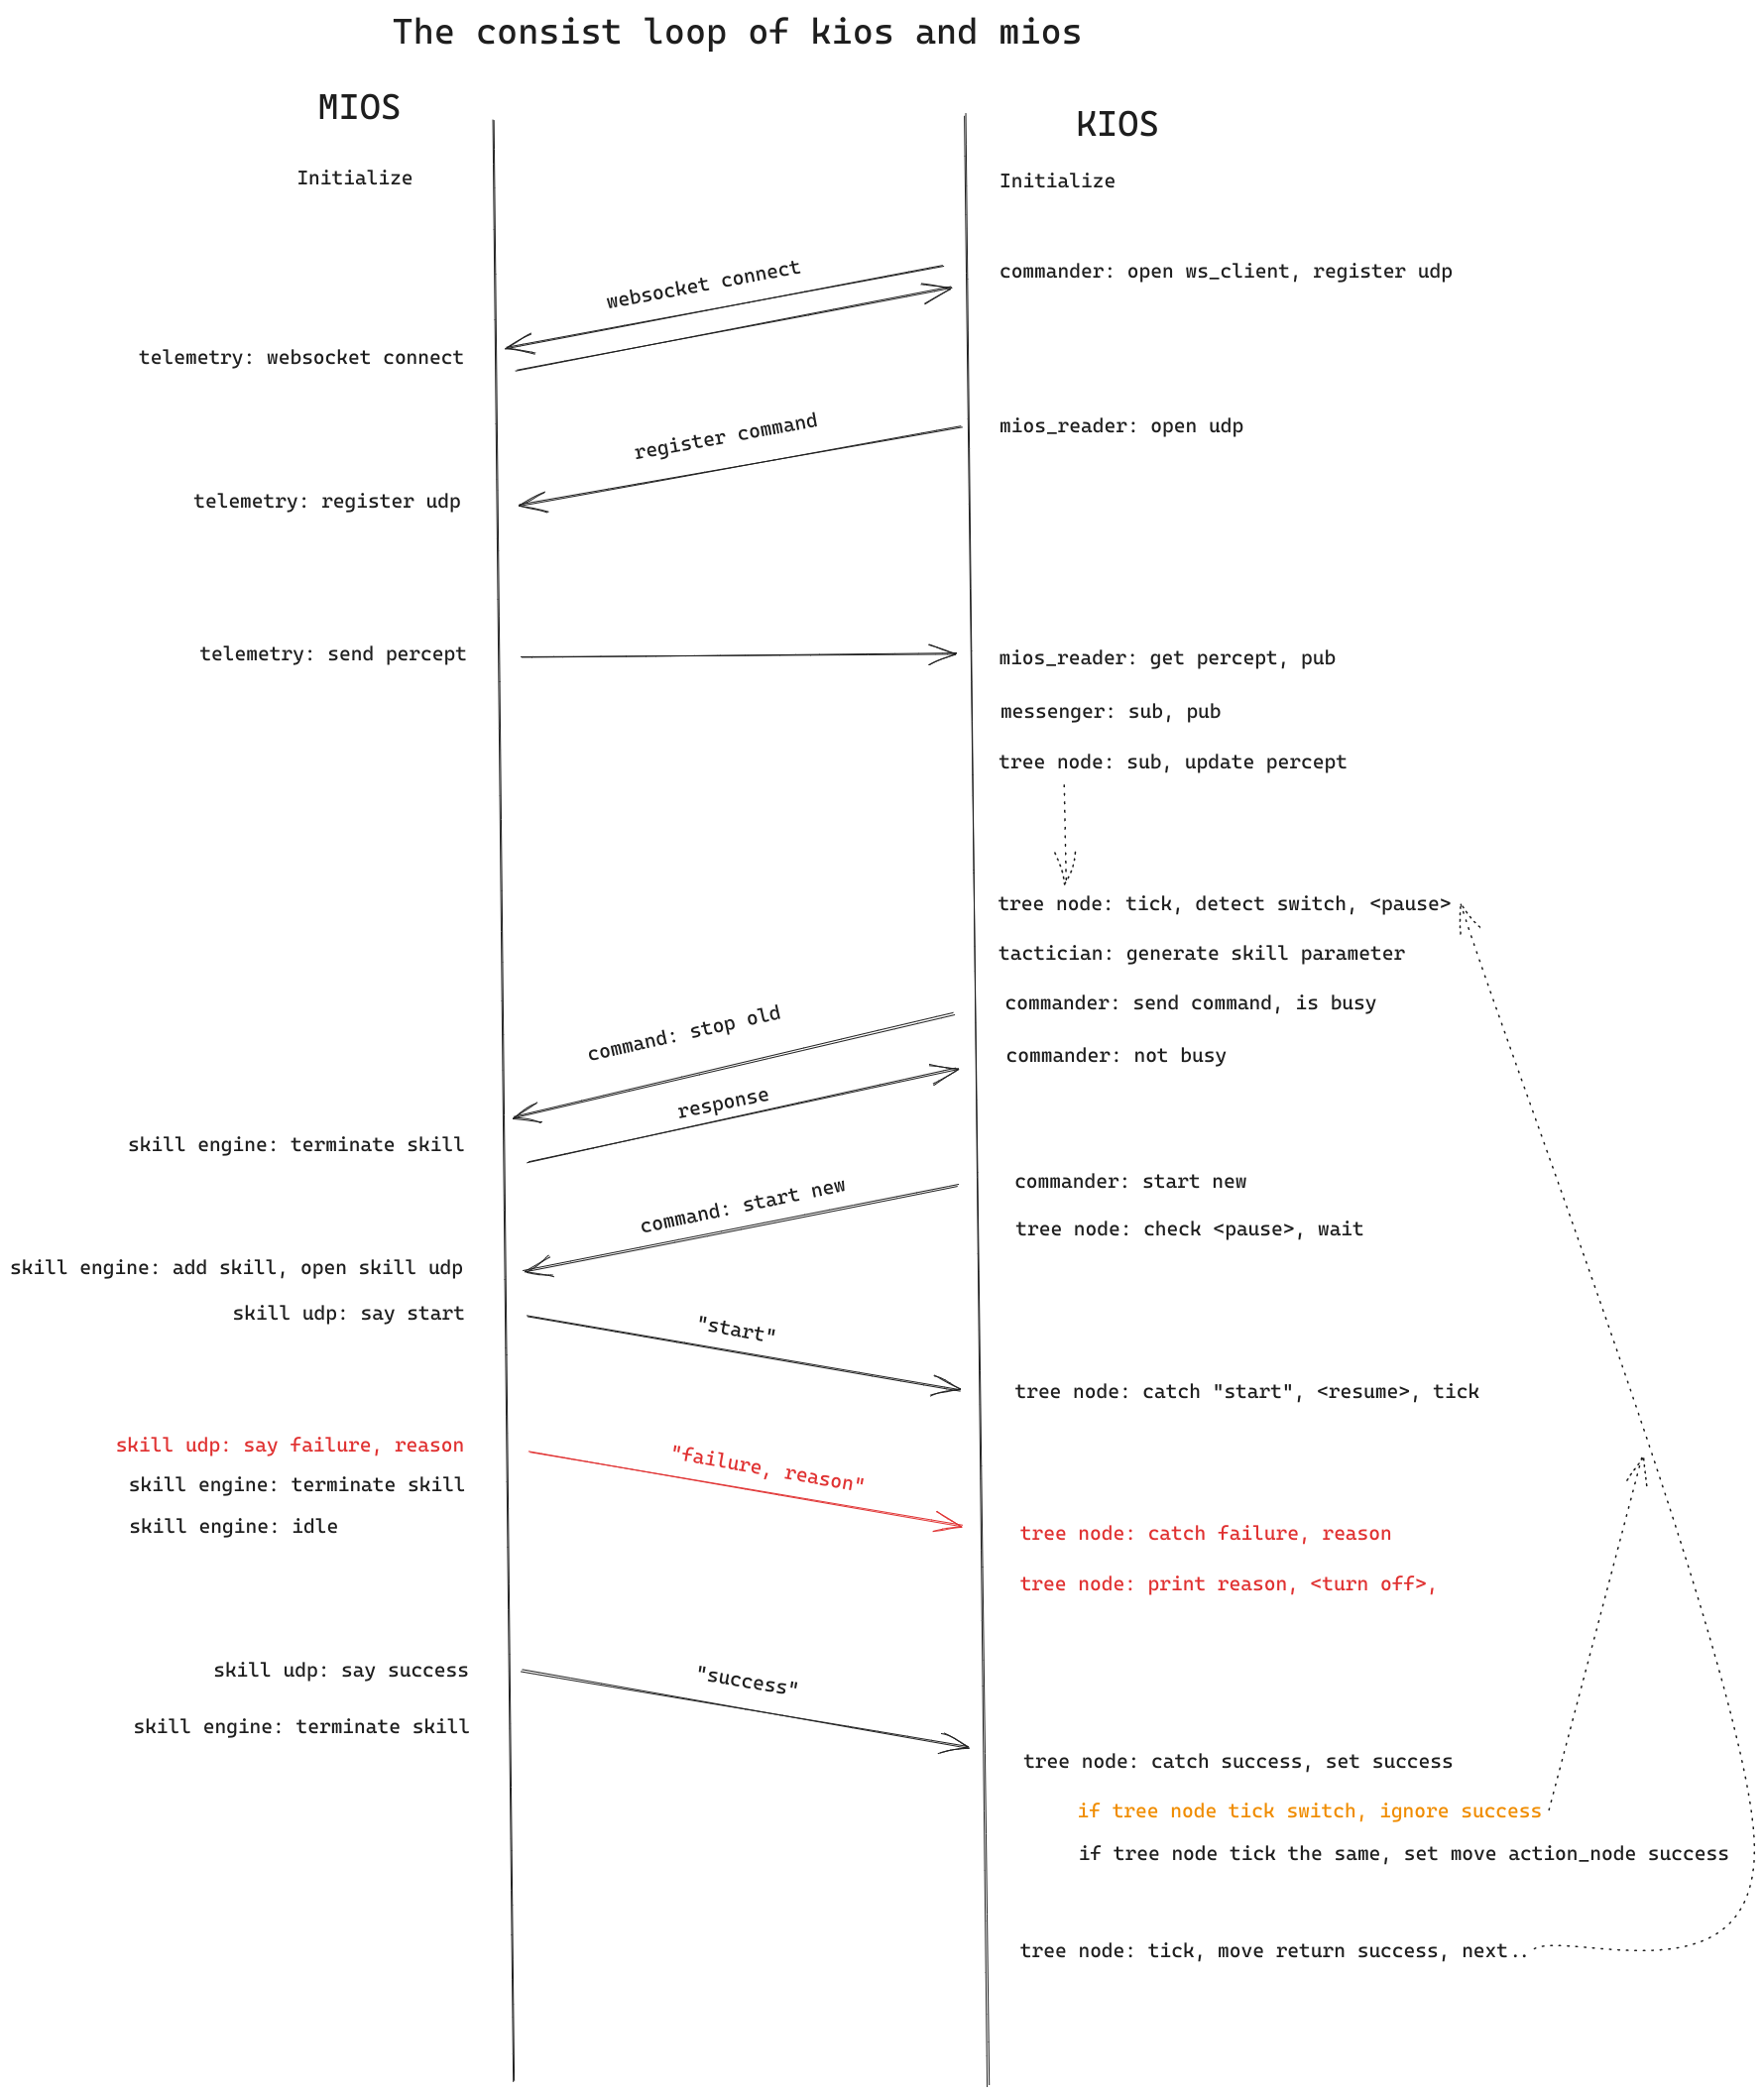 The consist loop of kios and mios
MIOS
KIOS
Initialize
Initialize
websocket connect
commander: open ws_client, register udp
telemetry: websocket connect
register command
mios_reader: open udp
telemetry: register udp
telemetry: send percept
mios_reader: get percept, pub
messenger: sub, pub
tree node: sub, update percept
tree node: tick, detect switch, <pause>
tactician: generate skill parameter
commander: send command, is busy
command: stop old
commander: not busy
response
skill engine: terminate skill
commander: start new
command: start new
tree node: check <pause>, wait
skill engine: add skill, open skill udp
skill udp: say start
"start"
tree node: catch "start", <resume>, tick
skill udp: say failure, reason
"failure, reason"
skill engine: terminate skill
skill engine: idle
tree node: catch failure, reason
tree node: print reason, <turn off>,
skill udp: say success
"success"
skill engine: terminate skill
tree node: catch success, set success
if tree node tick switch, ignore success
if tree node tick the same, set move action_node success
tree node: tick, move return success, next..